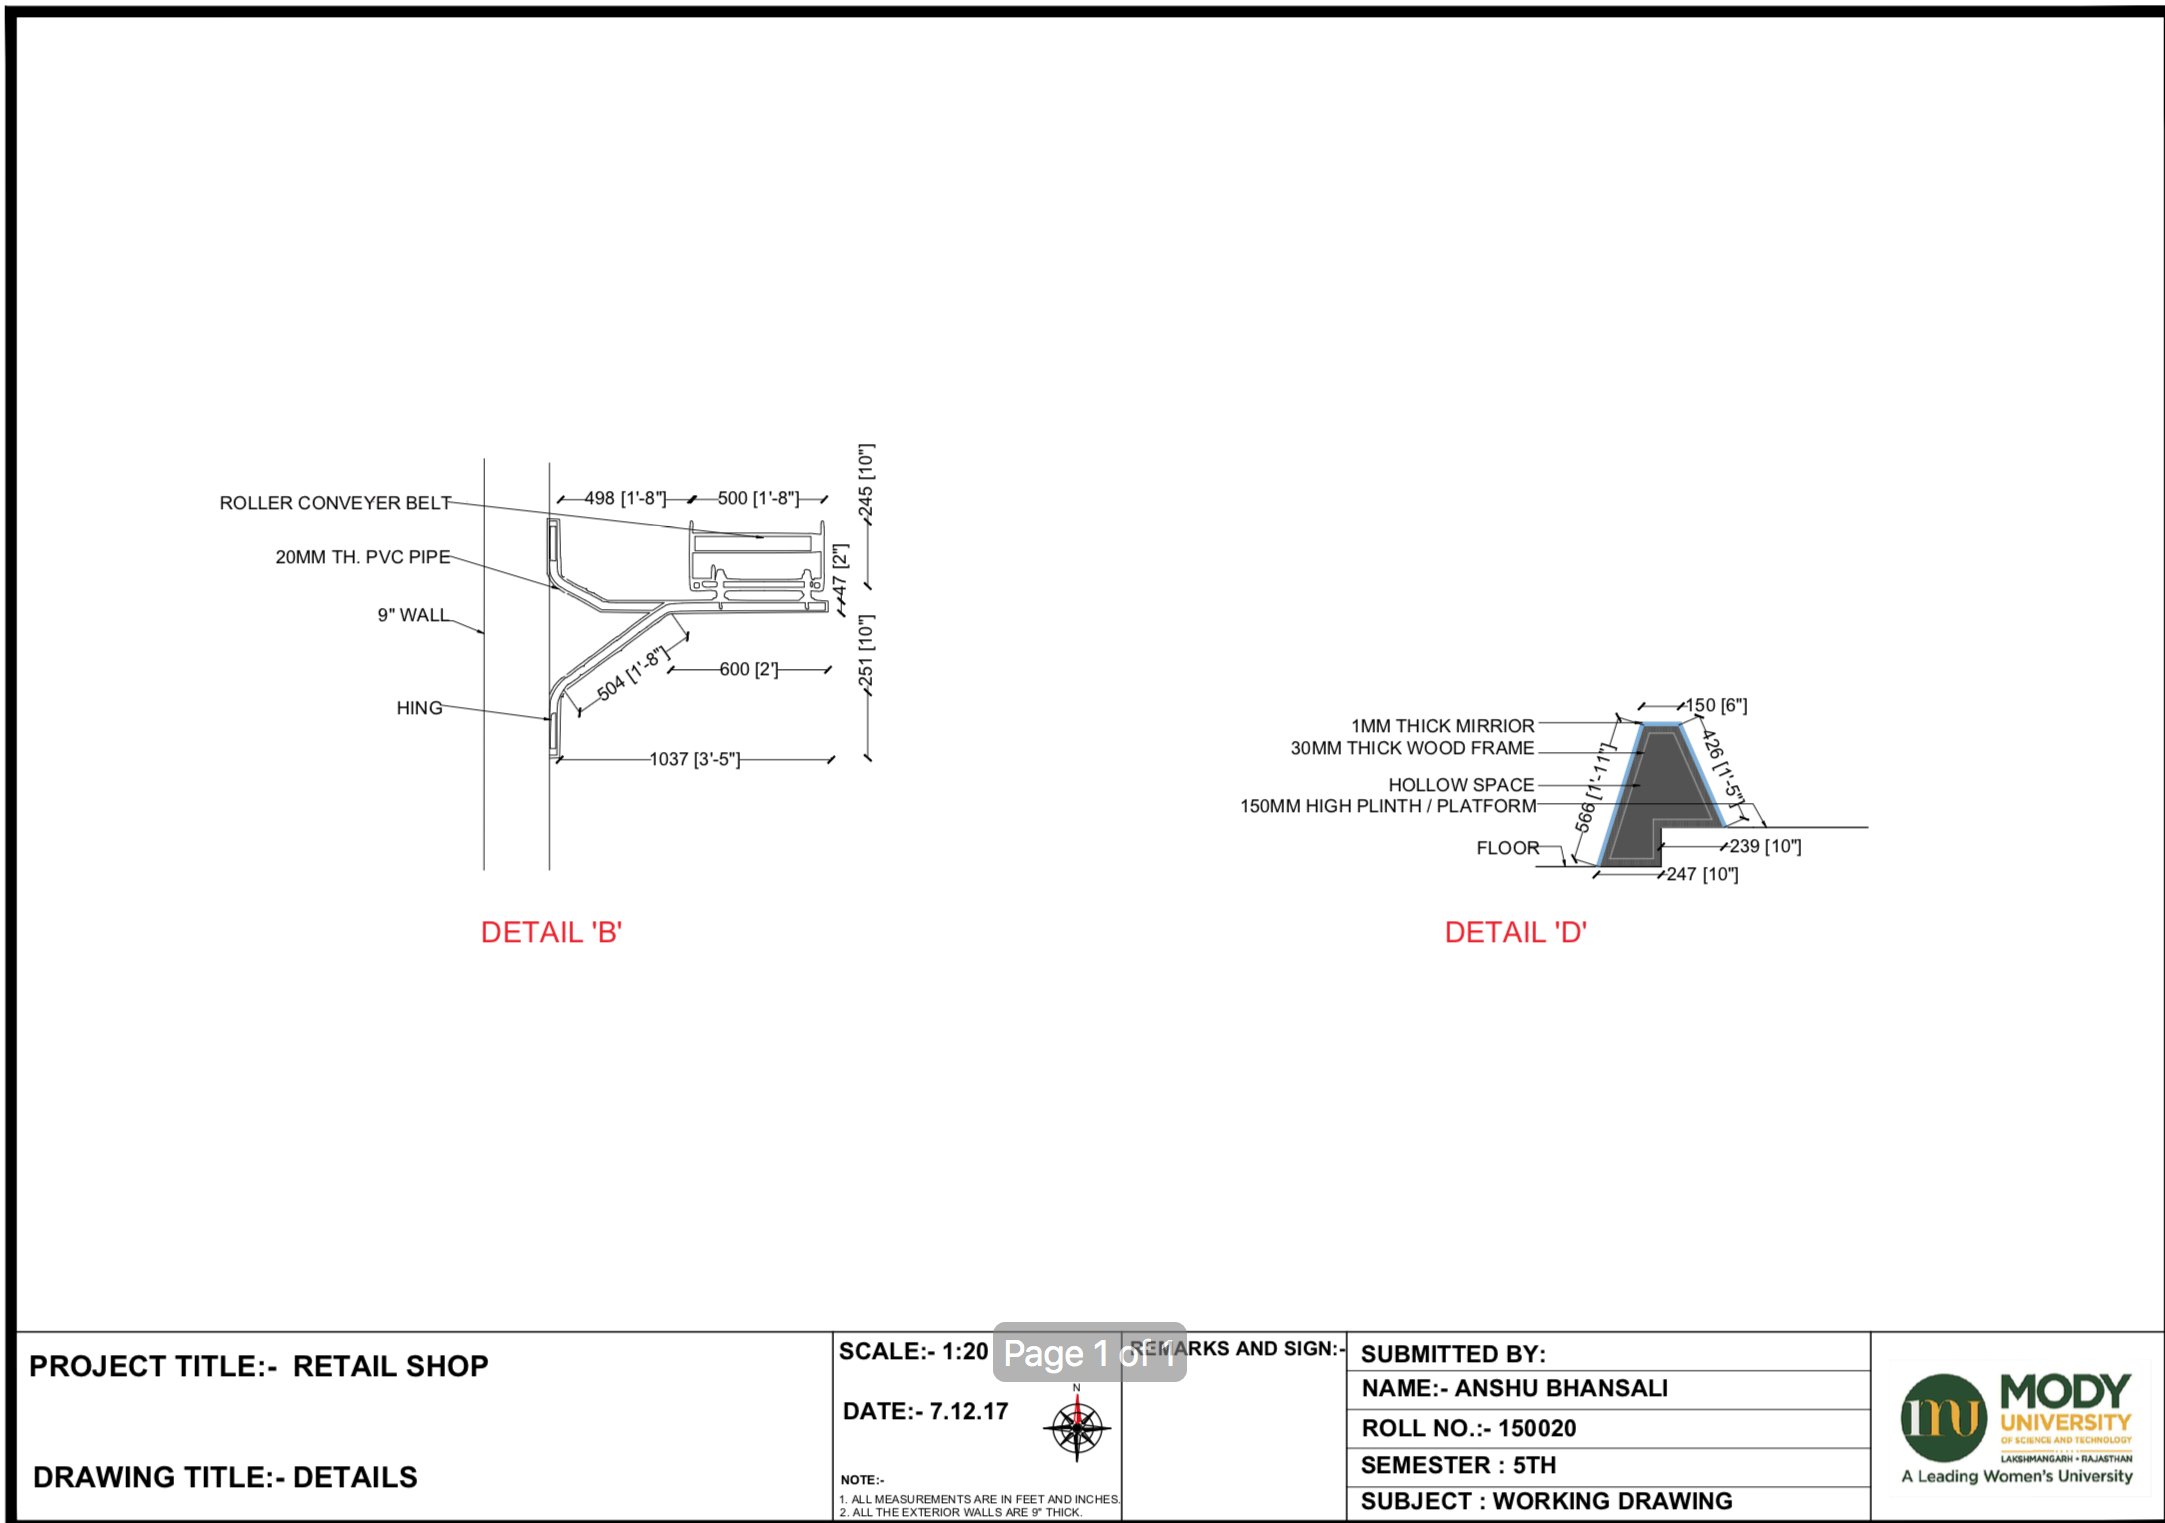 ROLLER CONVEYER BELT
20MM TH. PVC PIPE
9" WALL
HING
498 [1'-8"]
500 [1'-8"]
245 [10"]
47 [2"]
251 [10"]
504 [1'-8"]
600 [2']
1037 [3'-5"]
DETAIL 'B'
150 [6"]
1MM THICK MIRRIOR
30MM THICK WOOD FRAME
HOLLOW SPACE
150MM HIGH PLINTH / PLATFORM
FLOOR
566 [1'-11"]
426 [1'-5"]
239 [10"]
247 [10"]
DETAIL 'D'
PROJECT TITLE:- RETAIL SHOP
DRAWING TITLE:- DETAILS
SCALE:- 1:20
DATE:- 7.12.17
N
NOTE:-
1. ALL MEASUREMENTS ARE IN FEET AND INCHES.
2. ALL THE EXTERIOR WALLS ARE 9" THICK.
Page 1 of 1
REMARKS AND SIGN:-
SUBMITTED BY:
NAME:- ANSHU BHANSALI
ROLL NO.:- 150020
SEMESTER : 5TH
SUBJECT : WORKING DRAWING
mu
MODY
UNIVERSITY
OF SCIENCE AND TECHNOLOGY
LAKSHMANGARH • RAJASTHAN
A Leading Women's University